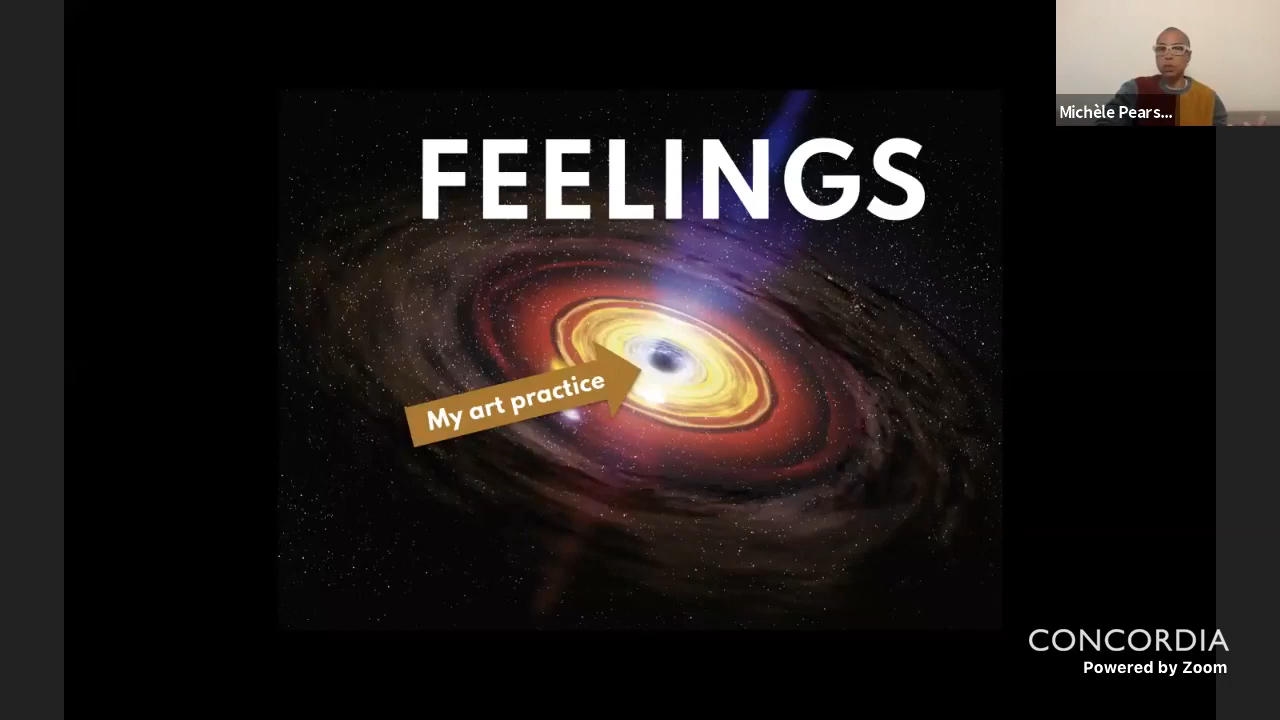 Michèle Pears...
FEELINGS
My art practice
CONCORDIA
Powered by Zoom